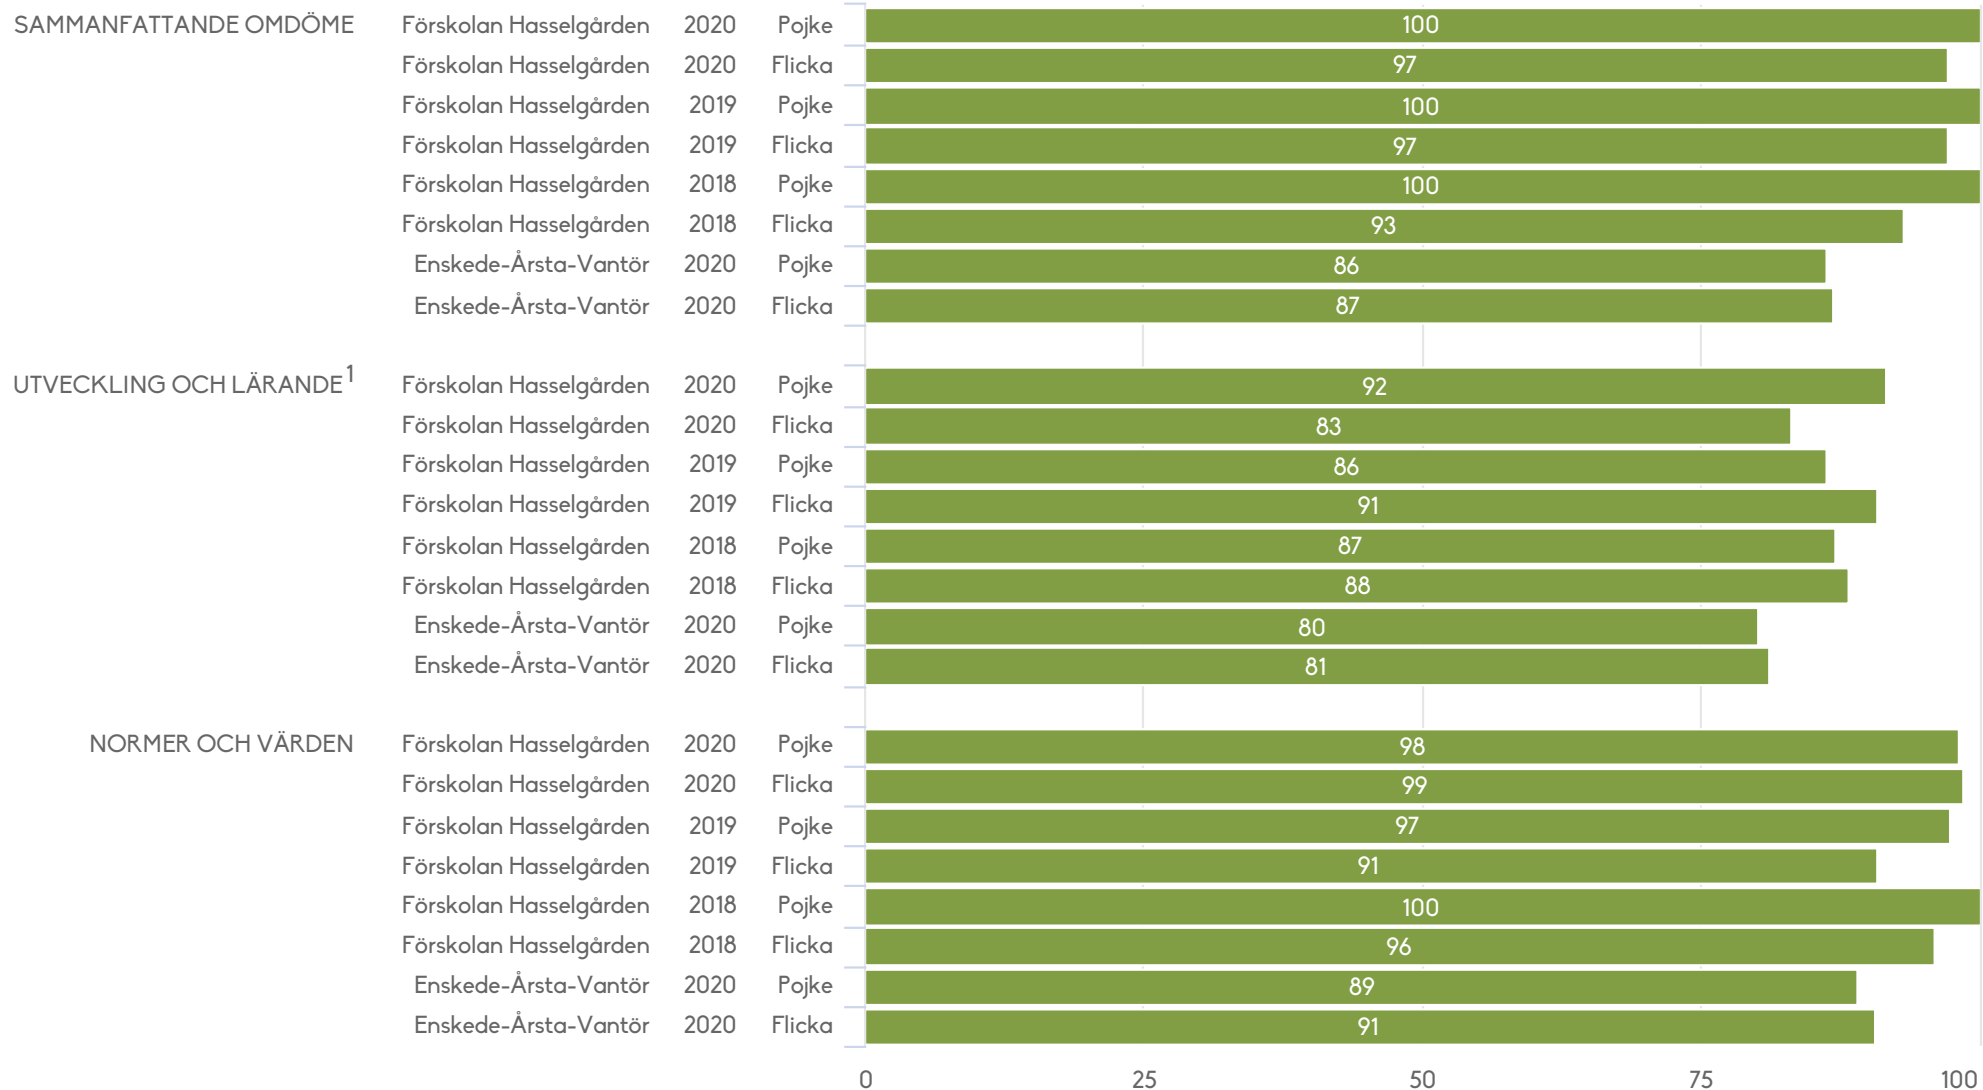 SAMMANFATTANDE OMDÖME Förskolan Hasselgården 2020 Pojke 100
Förskolan Hasselgården 2020 Flicka 97
Förskolan Hasselgården 2019 Pojke 100
Förskolan Hasselgården 2019 Flicka 97
Förskolan Hasselgården 2018 Pojke 100
Förskolan Hasselgården 2018 Flicka 93
Enskede-Årsta-Vantör 2020 Pojke 86
Enskede-Årsta-Vantör 2020 Flicka 87
UTVECKLING OCH LÄRANDE1 Förskolan Hasselgården 2020 Pojke 92
Förskolan Hasselgården 2020 Flicka 83
Förskolan Hasselgården 2019 Pojke 86
Förskolan Hasselgården 2019 Flicka 91
Förskolan Hasselgården 2018 Pojke 87
Förskolan Hasselgården 2018 Flicka 88
Enskede-Årsta-Vantör 2020 Pojke 80
Enskede-Årsta-Vantör 2020 Flicka 81
NORMER OCH VÄRDEN Förskolan Hasselgården 2020 Pojke 98
Förskolan Hasselgården 2020 Flicka 99
Förskolan Hasselgården 2019 Pojke 97
Förskolan Hasselgården 2019 Flicka 91
Förskolan Hasselgården 2018 Pojke 100
Förskolan Hasselgården 2018 Flicka 96
Enskede-Årsta-Vantör 2020 Pojke 89
Enskede-Årsta-Vantör 2020 Flicka 91
0 25 50 75 100